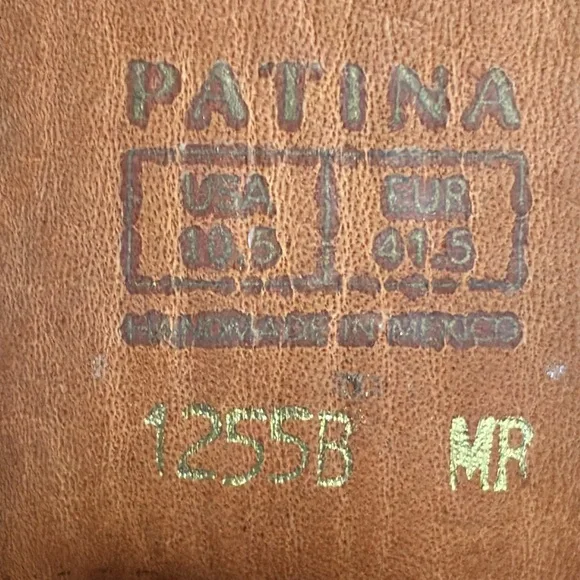 PATINA
USA EUR
10.5 41.5
HANDMADE IN MEXICO
1255B MR